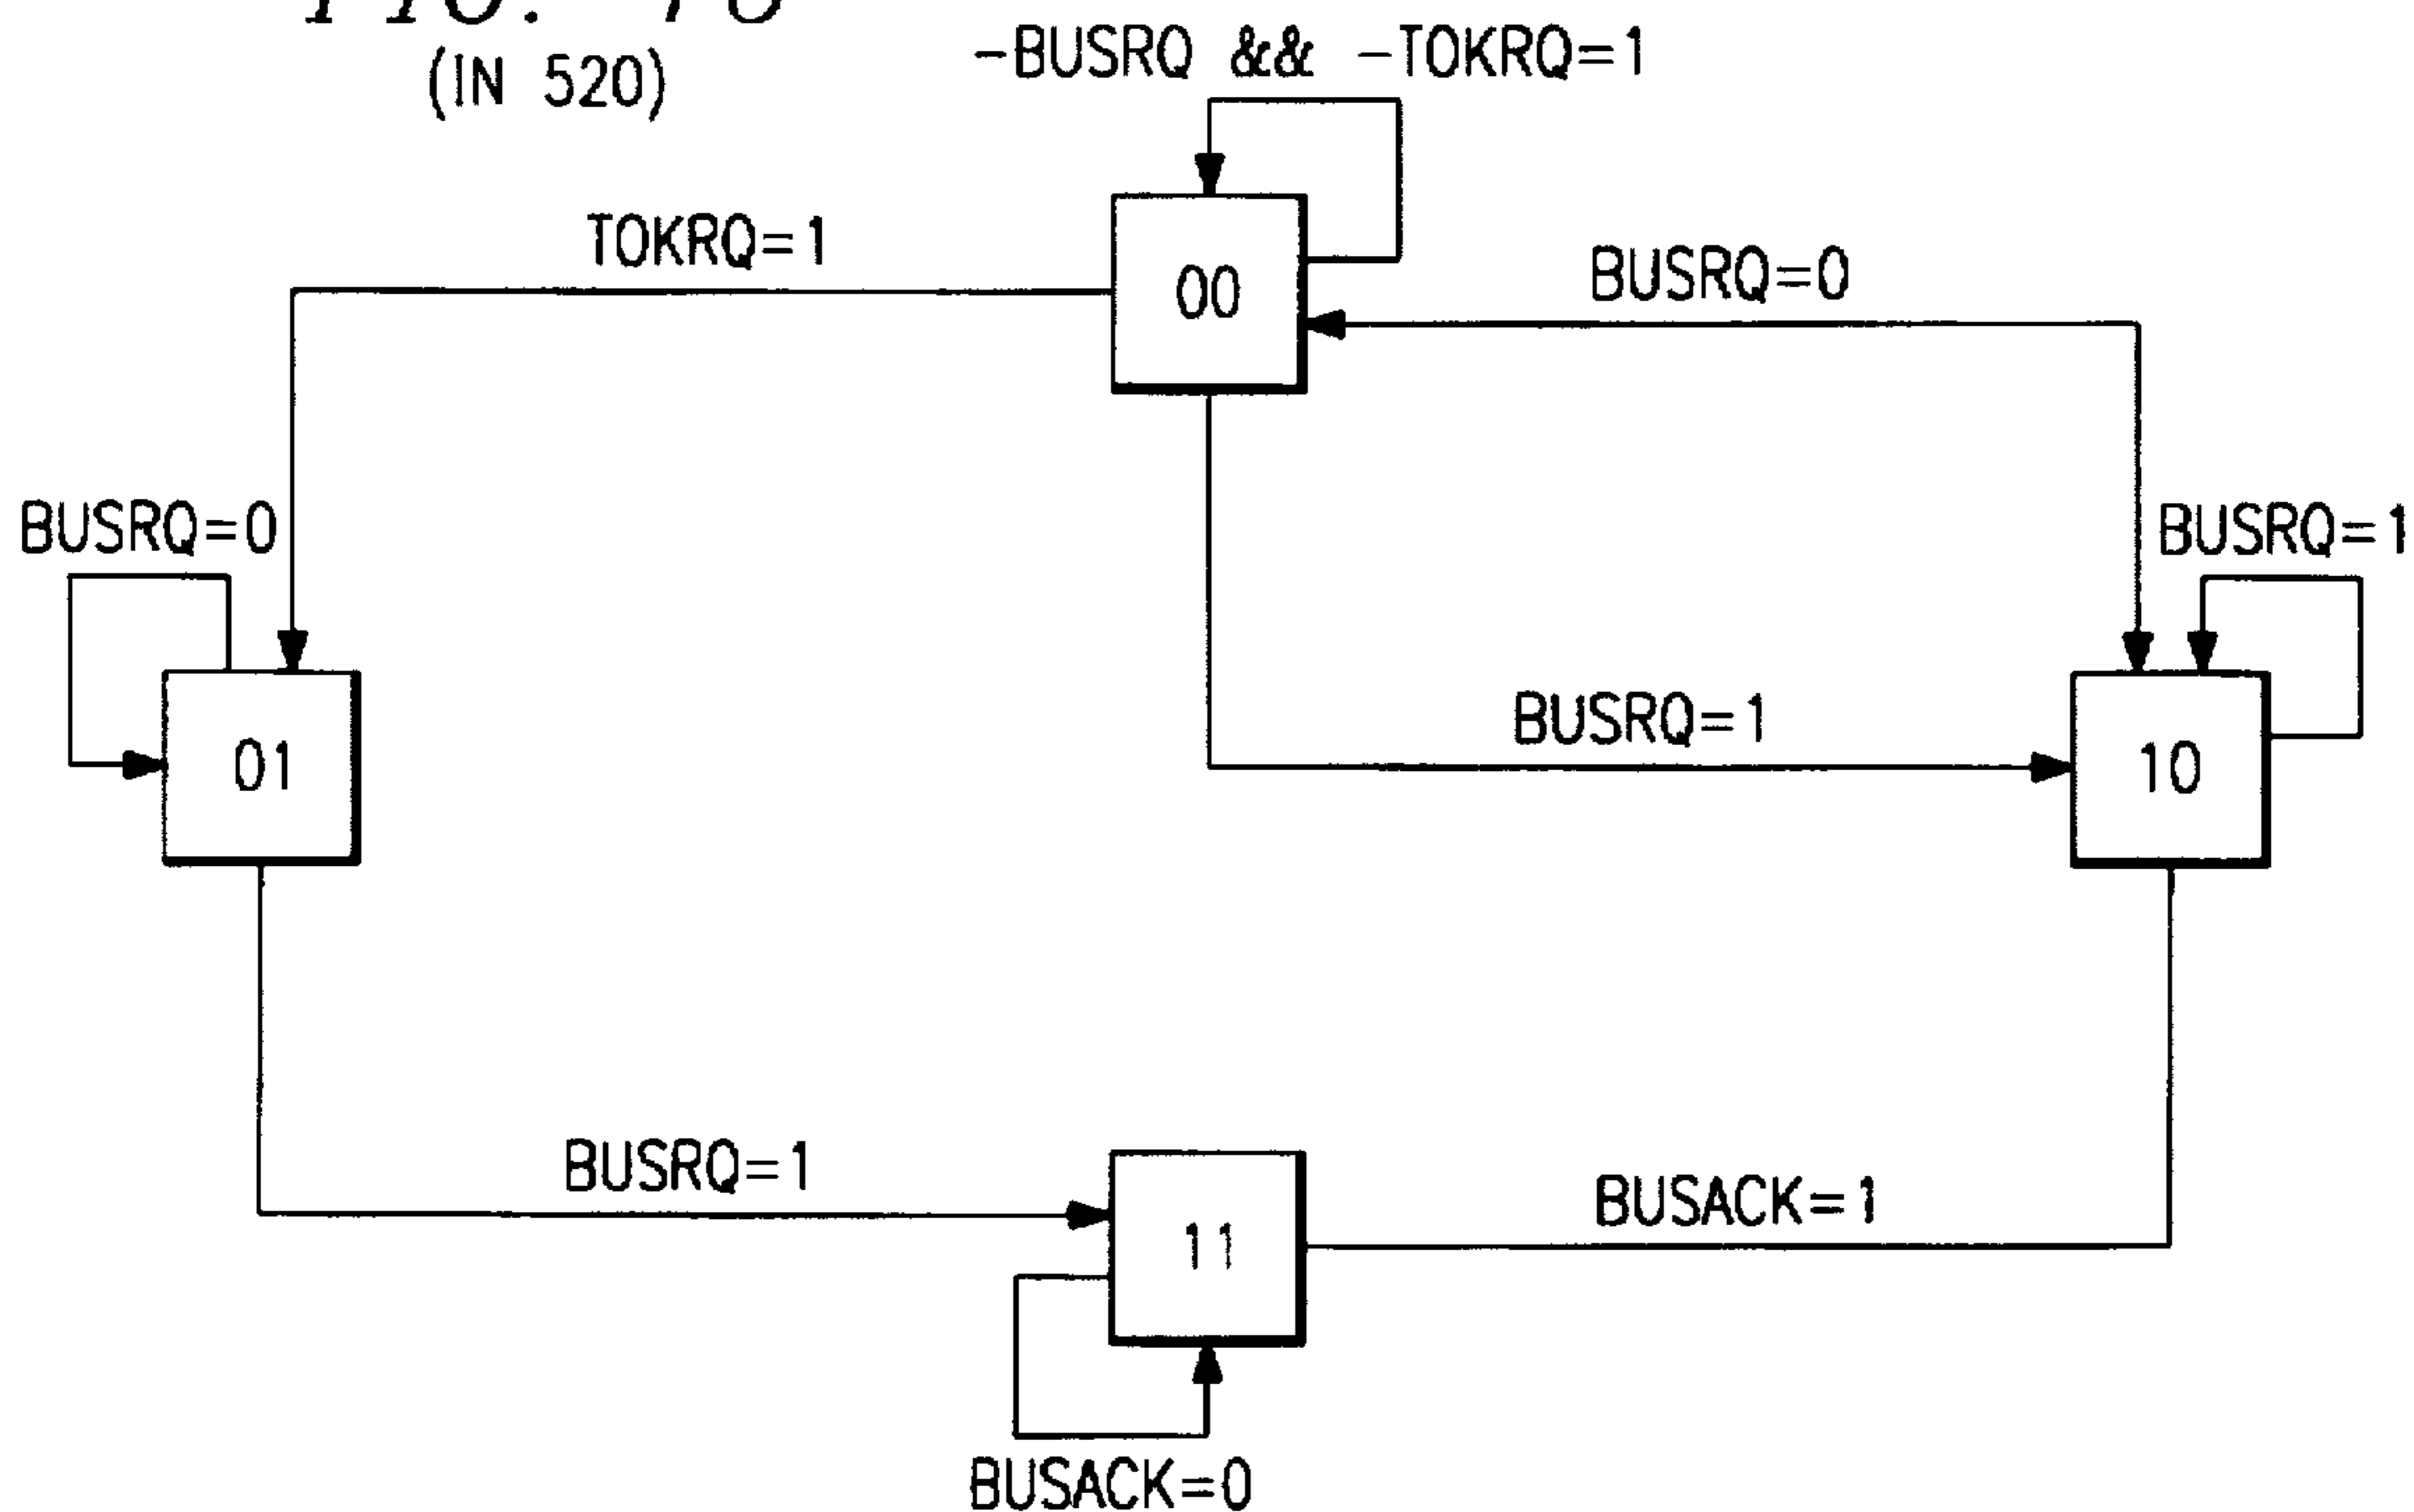 (IN 520)
-BUSRQ && -TOKRQ=1
TOKRQ=1
00
BUSRQ=0
BUSRQ=0
BUSRQ=1
BUSRQ=1
01
10
BUSRQ=1
11
BUSACK=1
BUSACK=0